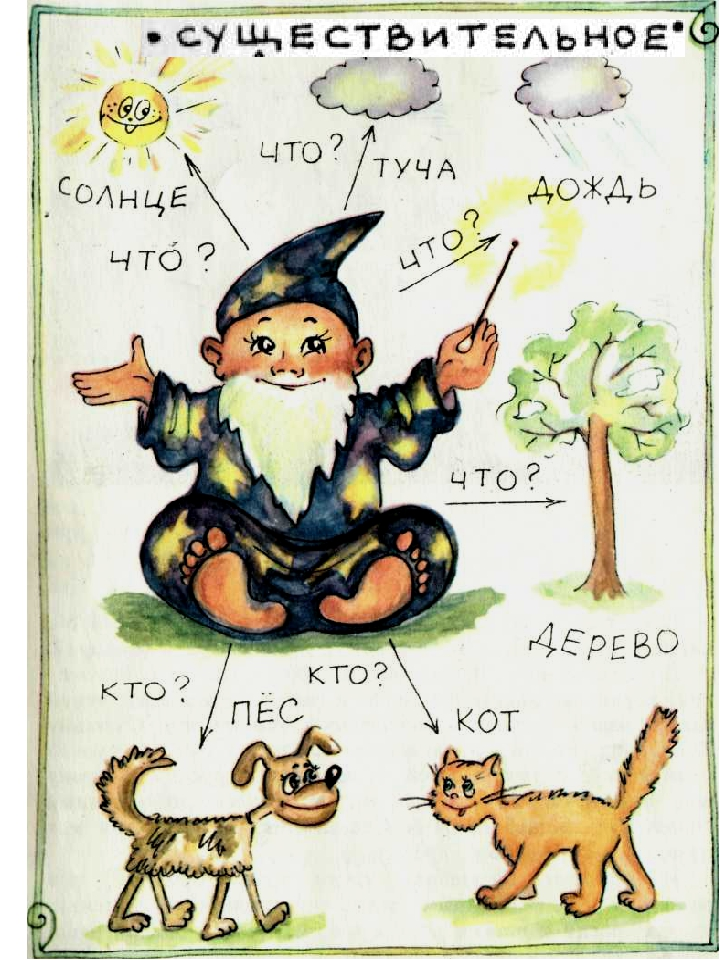 • СУЩЕСТВИТЕЛЬНОЕ •
ЧТО?
ТУЧА
СОЛНЦЕ
ДОЖДЬ
ЧТО?
ЧТО?
ЧТО?
ДЕРЕВО
КТО?
КТО?
ПЁС
КОТ